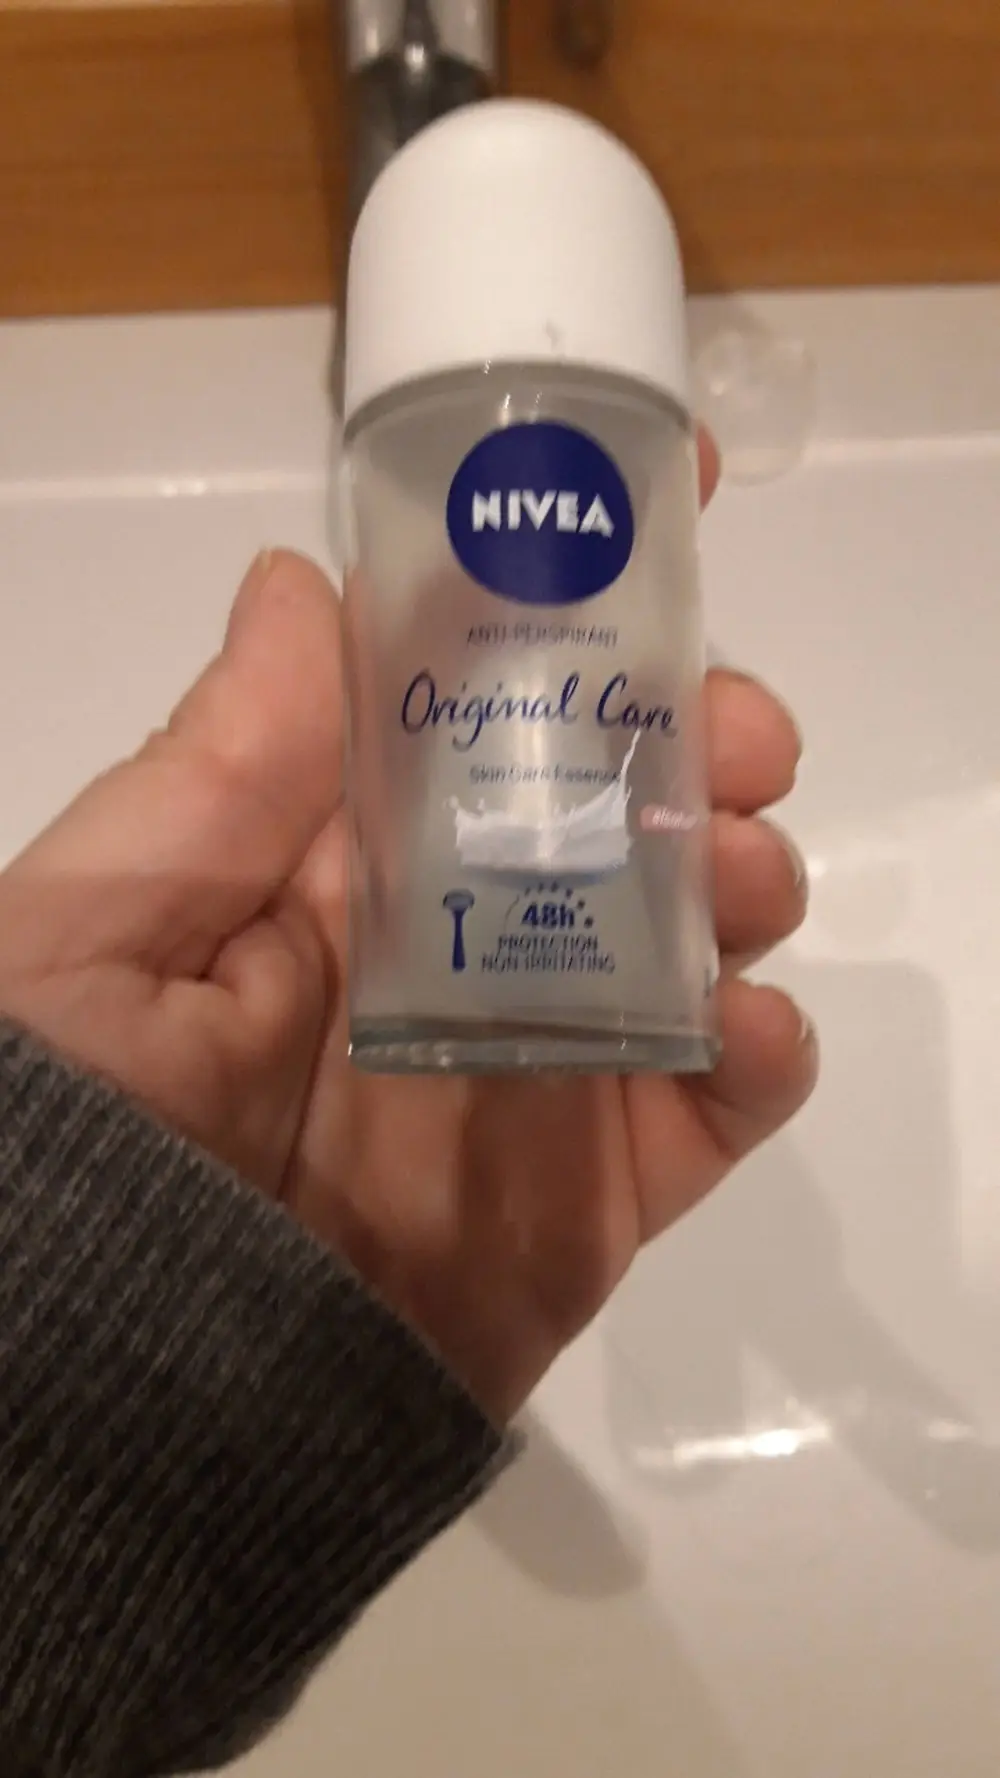 NIVEA
ANTI-PERSPIRANT
Original Care
Skin Care Essence
48h
PROTECTION
NON-IRRITATING